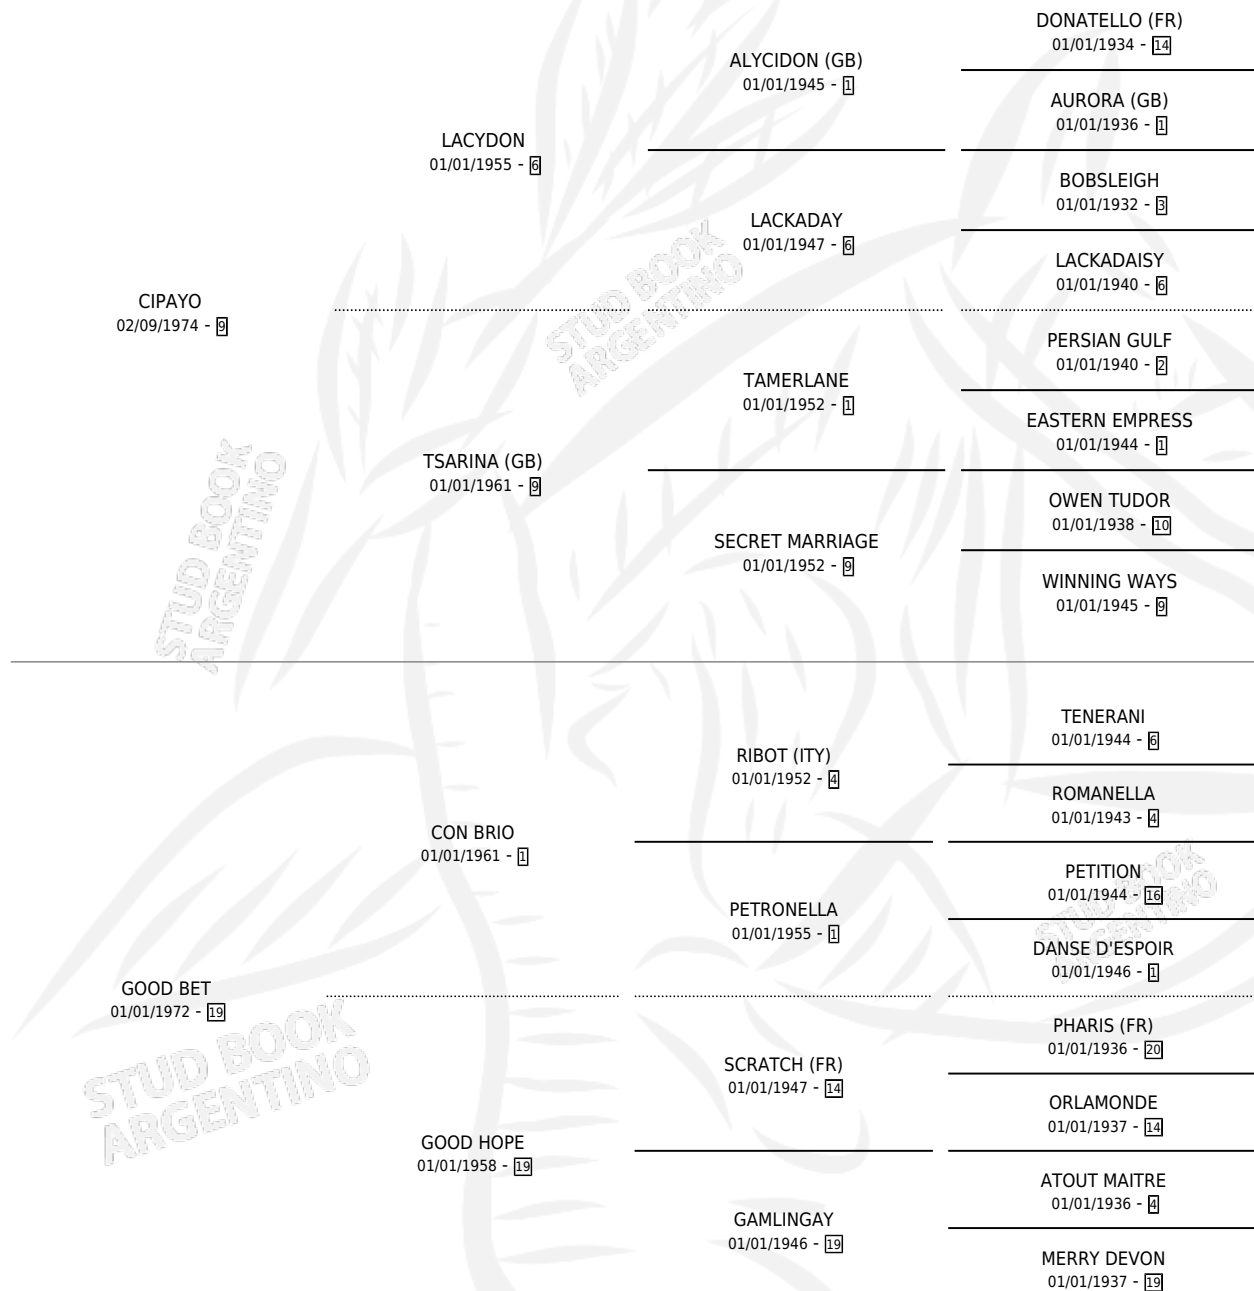 DONATELLO (FR)
01/01/1934 - 14
ALYCIDON (GB)
01/01/1945 - 1
AURORA (GB)
01/01/1936 - 1
LACYDON
01/01/1955 - 6
BOBSLEIGH
01/01/1932 - 3
LACKADAY
01/01/1947 - 6
LACKADAISY
01/01/1940 - 6
CIPAYO
02/09/1974 - 9
STUD BOOK
ARGENTINO
PERSIAN GULF
01/01/1940 - 2
TAMERLANE
01/01/1952 - 1
EASTERN EMPRESS
01/01/1944 - 1
TSARINA (GB)
01/01/1961 - 9
OWEN TUDOR
01/01/1938 - 10
SECRET MARRIAGE
01/01/1952 - 9
WINNING WAYS
01/01/1945 - 9
STUD BOOK
ARGENTINO
TENERANI
01/01/1944 - 6
RIBOT (ITY)
01/01/1952 - 4
ROMANELLA
01/01/1943 - 4
CON BRIO
01/01/1961 - 1
PETITION
01/01/1944 - 16
PETRONELLA
01/01/1955 - 1
STUD BOOK
ARGENTINO
DANSE D'ESPOIR
01/01/1946 - 1
GOOD BET
01/01/1972 - 19
STUD BOOK
ARGENTINO
PHARIS (FR)
01/01/1936 - 20
SCRATCH (FR)
01/01/1947 - 14
ORLAMONDE
01/01/1937 - 14
GOOD HOPE
01/01/1958 - 19
ATOUT MAITRE
01/01/1936 - 4
GAMLINGAY
01/01/1946 - 19
MERRY DEVON
01/01/1937 - 19